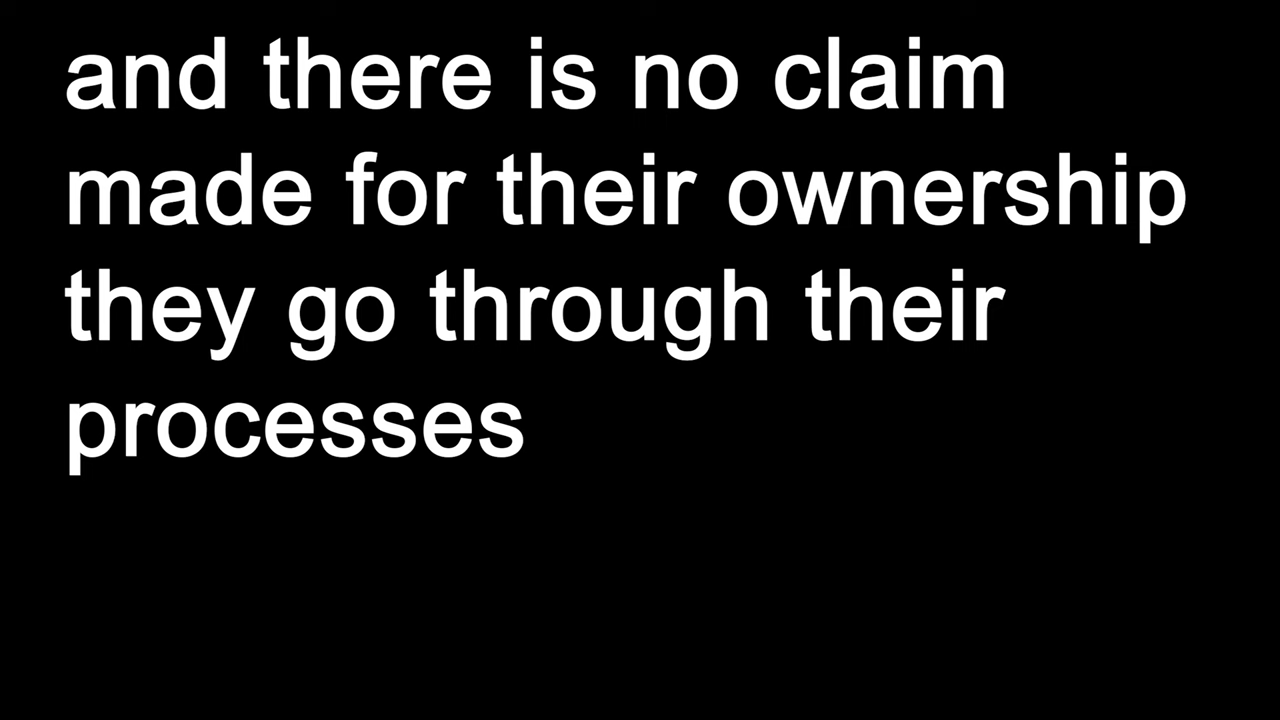 and there is no claim
made for their ownership
they go through their
processes